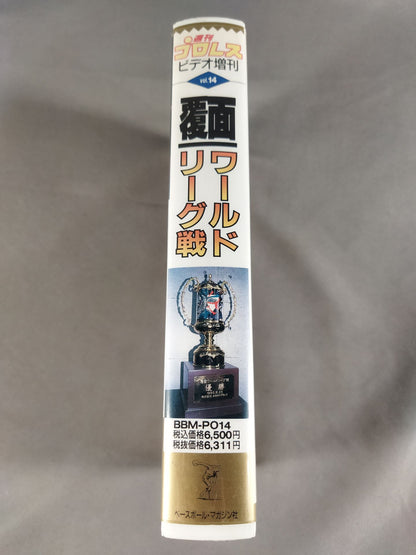 週刊
プロレス
ビデオ増刊
vol.14
覆面
ワールド
リーグ戦
優勝
BBM-PO14
税込価格6,500円
税抜価格6,311円
ベースボール・マガジン社